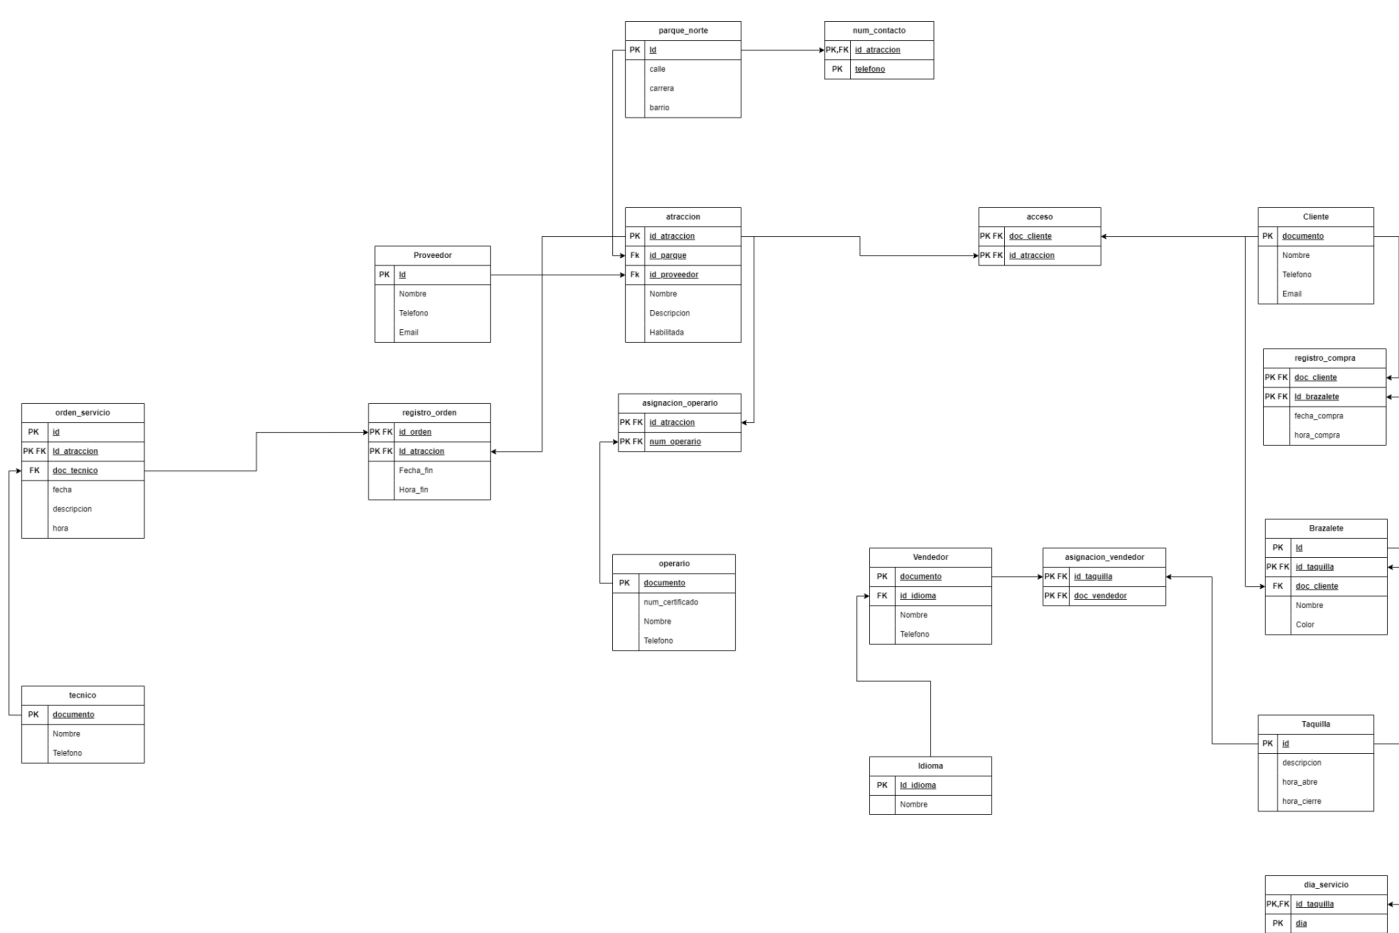 parque_norte
PK Id
calle
carrera
barrio
num_contacto
PK,FK id_atraccion
PK telefono
atraccion
PK id_atraccion
Fk id_parque
Fk id_proveedor
Nombre
Descripcion
Habilitada
acceso
PK FK doc_cliente
PK FK id_atraccion
Cliente
PK documento
Nombre
Telefono
Email
Proveedor
PK Id
Nombre
Telefono
Email
registro_compra
PK FK doc_cliente
PK FK Id_brazalete
fecha_compra
hora_compra
orden_servicio
PK id
PK FK Id_atraccion
FK doc_tecnico
fecha
descripcion
hora
registro_orden
PK FK id_orden
PK FK Id_atraccion
Fecha_fin
Hora_fin
asignacion_operario
PK FK id_atraccion
PK FK num_operario
operario
PK documento
num_certificado
Nombre
Telefono
Vendedor
PK documento
FK id_idioma
Nombre
Telefono
asignacion_vendedor
PK FK id_taquilla
PK FK doc_vendedor
Brazalete
PK Id
PK FK id_taquilla
FK doc_cliente
Nombre
Color
tecnico
PK documento
Nombre
Telefono
Idioma
PK Id_idioma
Nombre
Taquilla
PK id
descripcion
hora_abre
hora_cierre
dia_servicio
PK,FK id_taquilla
PK dia